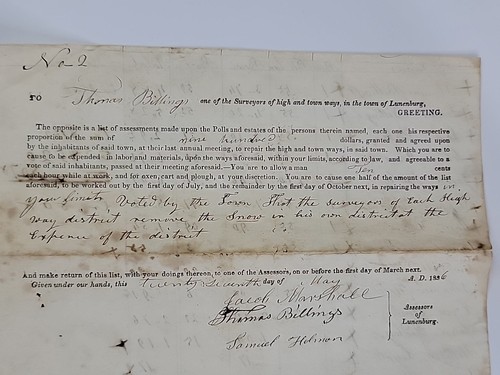 No 2
TO Thomas Billings one of the Surveyors of high and town ways, in the town of Lunenburg,
GREETING.
The opposite is a list of assessments made upon the Polls and estates of the persons therein named, each one his respective
proportion of the sum of nine hundred dollars, granted and agreed upon
by the inhabitants of said town, at their last annual meeting, to repair the high and town ways, in said town. Which you are to
cause to be expended in labor and materials, upon the ways aforesaid, within your limits, according to law, and agreeable to a
vote of said inhabitants, passed at their meeting aforesaid.—You are to allow a man Ten cents
each hour while at work, and for oxen, cart and plough, at your discretion. You are to cause one half of the amount of the list
aforesaid, to be worked out by the first day of July, and the remainder by the first day of October next, in repairing the ways in
your limits Voted by the Town That the surveyors of Each High
way district remove the Snow in his own district at the
Expence of the district
And make return of this list, with your doings therein, to one of the Assessors, on or before the first day of March next.
Given under our hands, this twenty Seventh day of May A. D. 1836
Jacob Marshall
Thomas Billings
Samuel Holman
Assessors
of
Lunenburg.